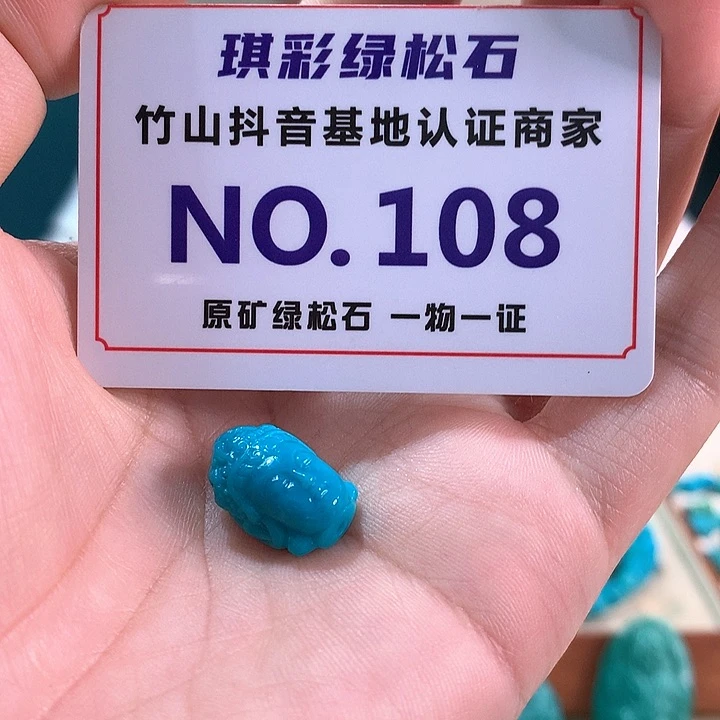 琪彩绿松石
竹山抖音基地认证商家
NO.108
原矿绿松石 一物一证